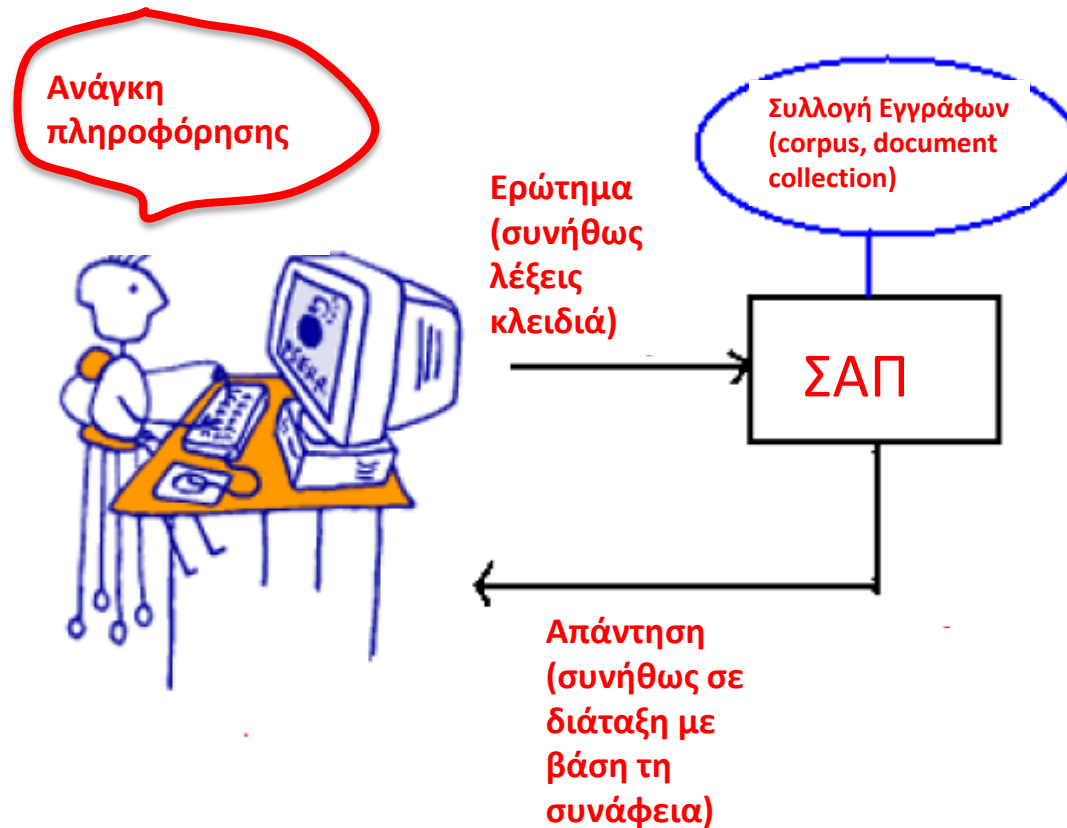 Ανάγκη
πληροφόρησης
Συλλογή Εγγράφων
(corpus, document
collection)
Ερώτημα
(συνήθως
λέξεις
κλειδιά)
ΣΑΠ
Απάντηση
(συνήθως σε
διάταξη με
βάση τη
συνάφεια)